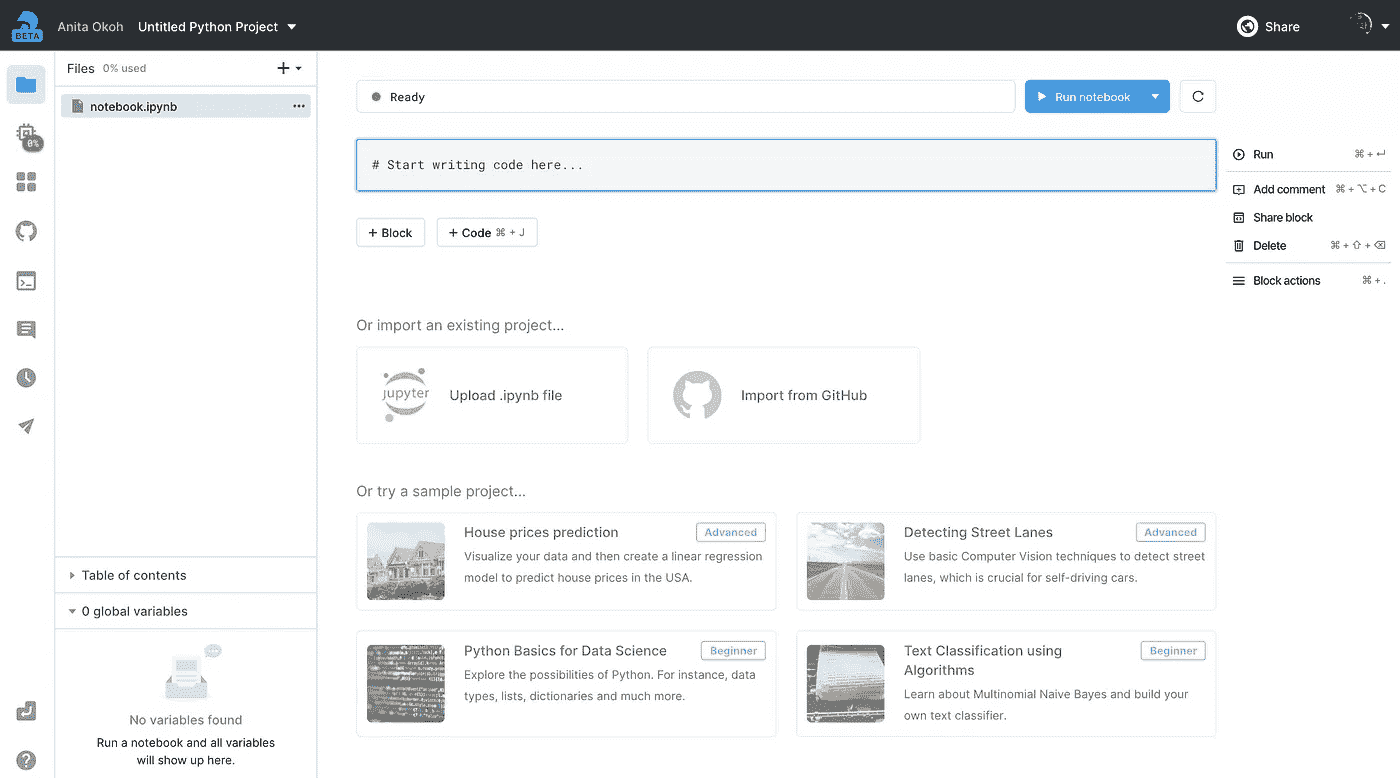 BETA
Anita Okoh
Untitled Python Project
Share
Files 0% used
notebook.ipynb
0%
Ready
Run notebook
# Start writing code here...
+ Block
+ Code ⌘ + J
Run ⌘ + ↵
Add comment ⌘ + ⌥ + C
Share block
Delete ⌘ + ⇧ + ⌫
Block actions ⌘ + .
Or import an existing project...
jupyter
Upload .ipynb file
Import from GitHub
Or try a sample project...
House prices prediction
Advanced
Visualize your data and then create a linear regression
model to predict house prices in the USA.
Detecting Street Lanes
Advanced
Use basic Computer Vision techniques to detect street
lanes, which is crucial for self-driving cars.
Python Basics for Data Science
Beginner
Explore the possibilities of Python. For instance, data
types, lists, dictionaries and much more.
Text Classification using
Algorithms
Beginner
Learn about Multinomial Naive Bayes and build your
own text classifier.
Table of contents
0 global variables
No variables found
Run a notebook and all variables
will show up here.
?